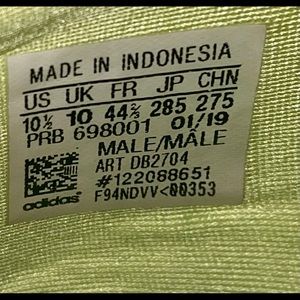 MADE IN INDONESIA
US UK FR JP CHN
10½ 10 44⅔ 285 275
PRB 698001 01/19
MALE/MÂLE
ART DB2704
#122088651
adidas F94NDVV<00353